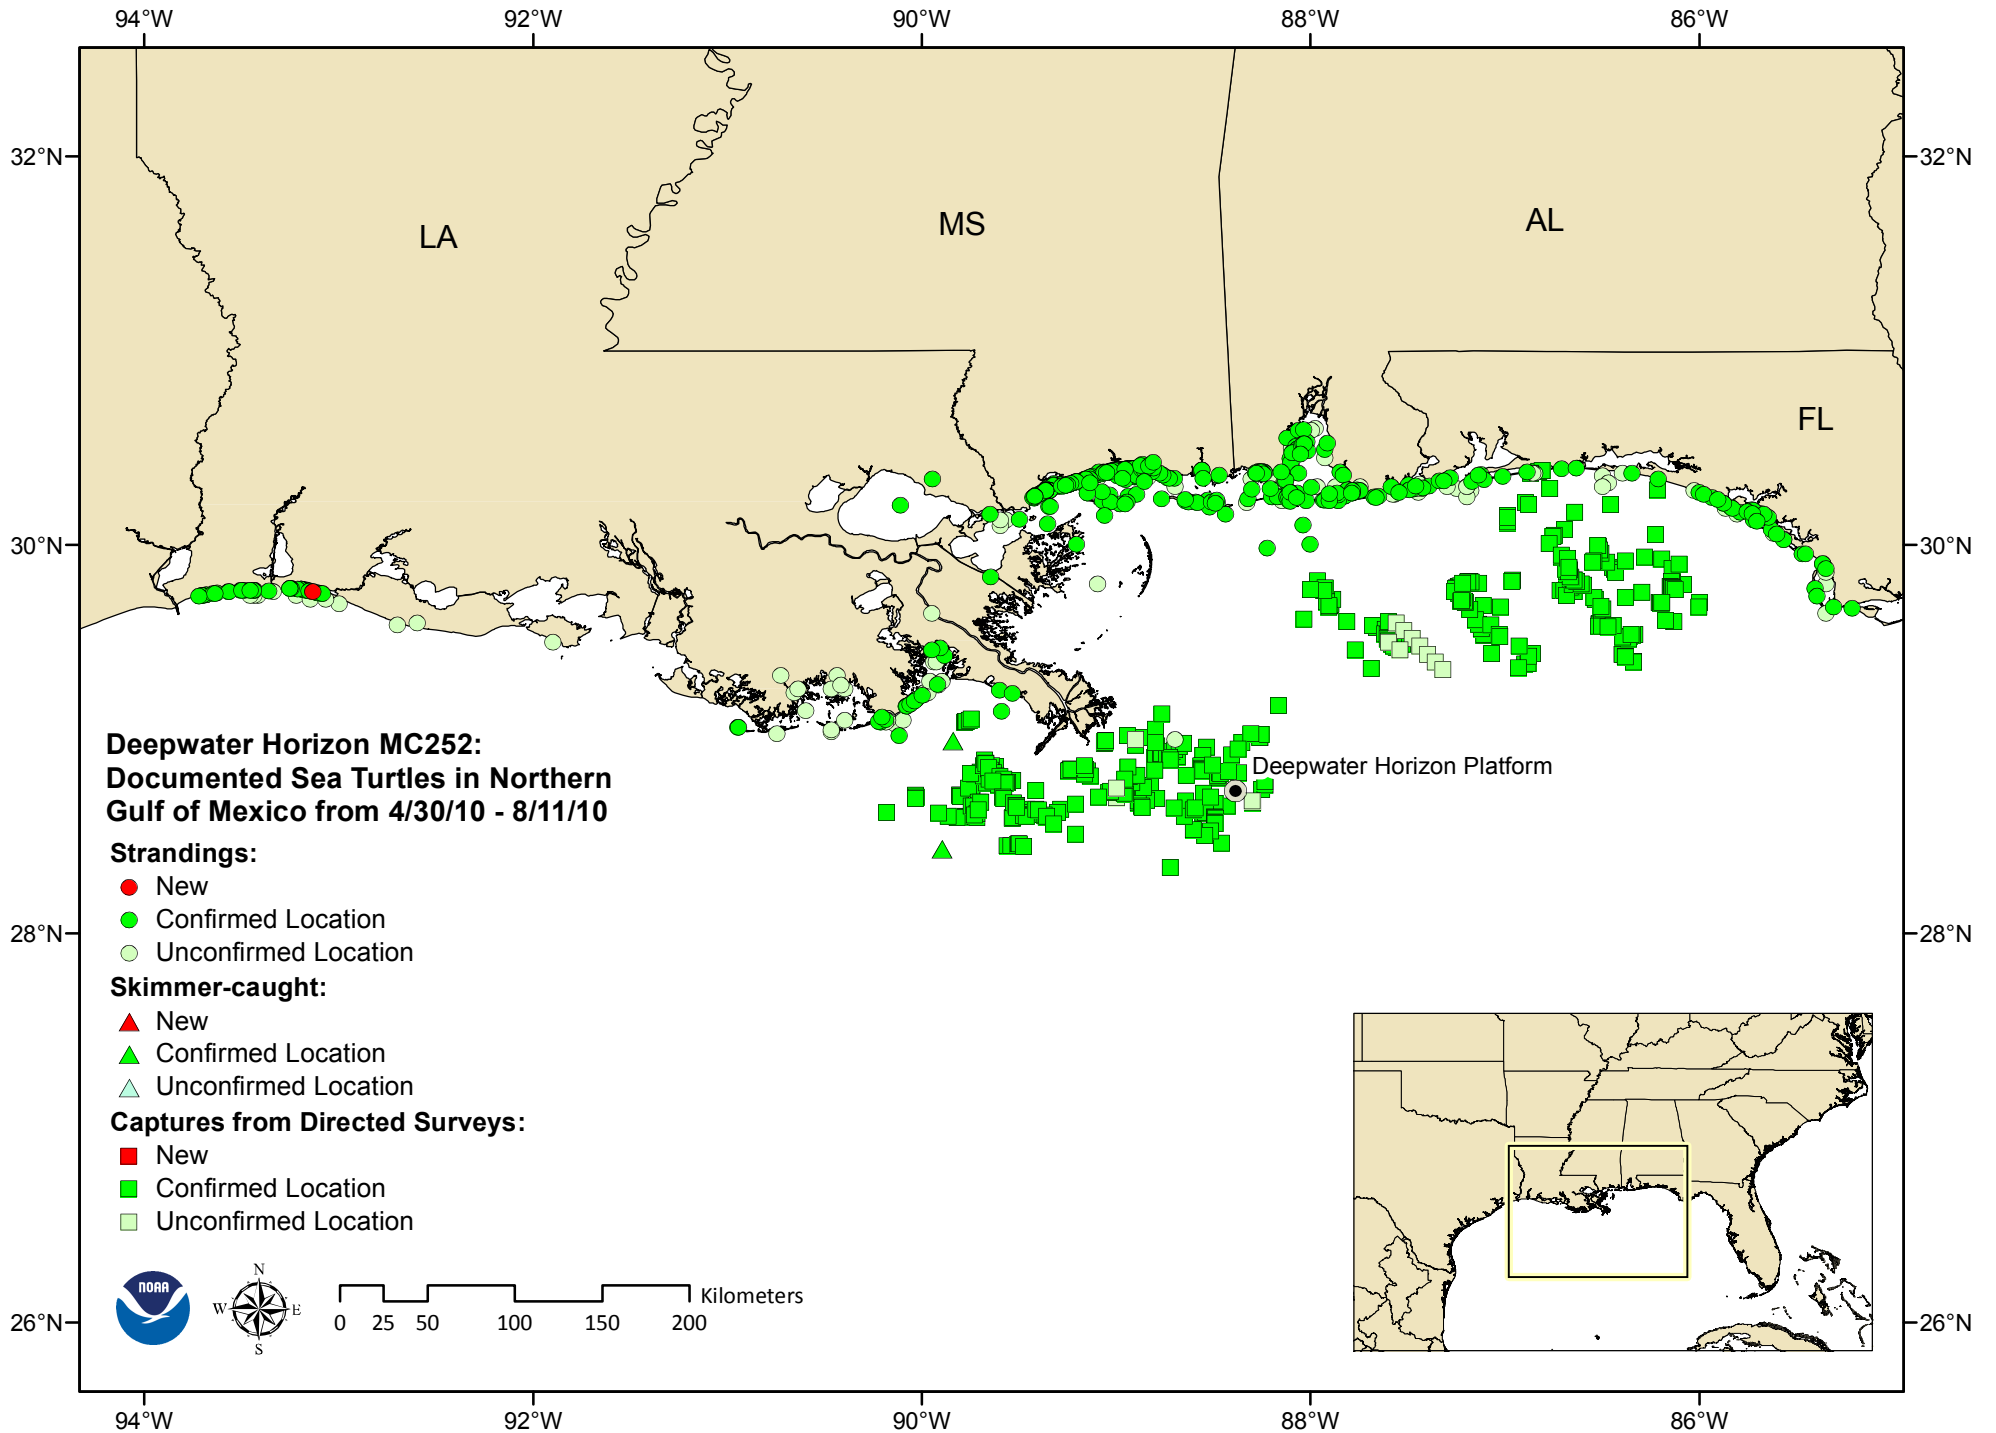 94°W 92°W 90°W 88°W 86°W
32°N 32°N
LA
MS
AL
FL
30°N 30°N
Deepwater Horizon Platform
Deepwater Horizon MC252:
Documented Sea Turtles in Northern
Gulf of Mexico from 4/30/10 - 8/11/10
Strandings:
New
Confirmed Location
Unconfirmed Location
28°N 28°N
Skimmer-caught:
New
Confirmed Location
Unconfirmed Location
Captures from Directed Surveys:
New
Confirmed Location
Unconfirmed Location
NOAA
N
W E
S
Kilometers
0 25 50 100 150 200
26°N 26°N
94°W 92°W 90°W 88°W 86°W